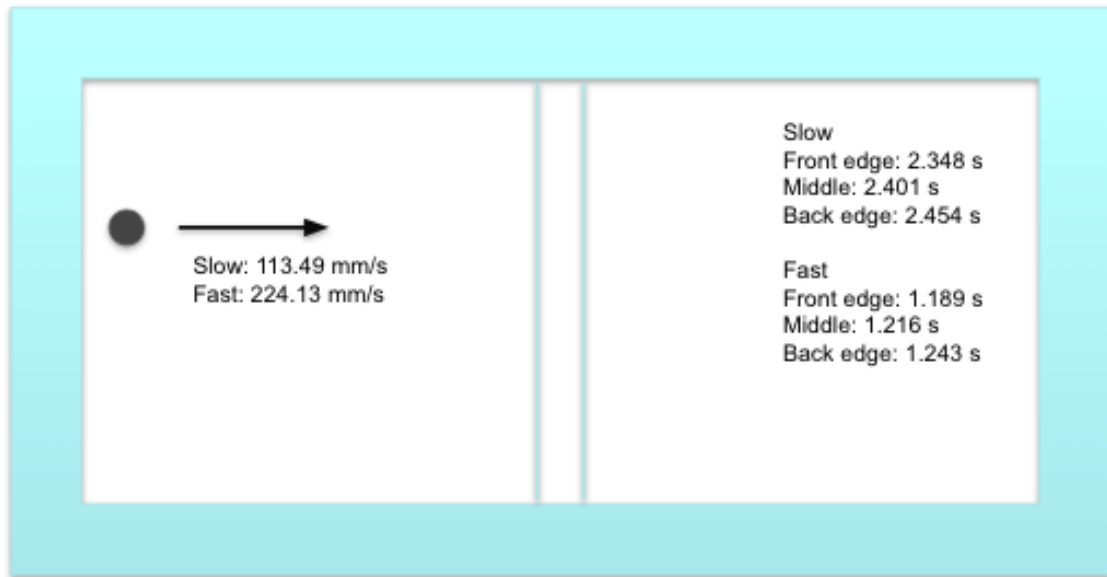 Slow: 113.49 mm/s
Fast: 224.13 mm/s
Slow
Front edge: 2.348 s
Middle: 2.401 s
Back edge: 2.454 s
Fast
Front edge: 1.189 s
Middle: 1.216 s
Back edge: 1.243 s